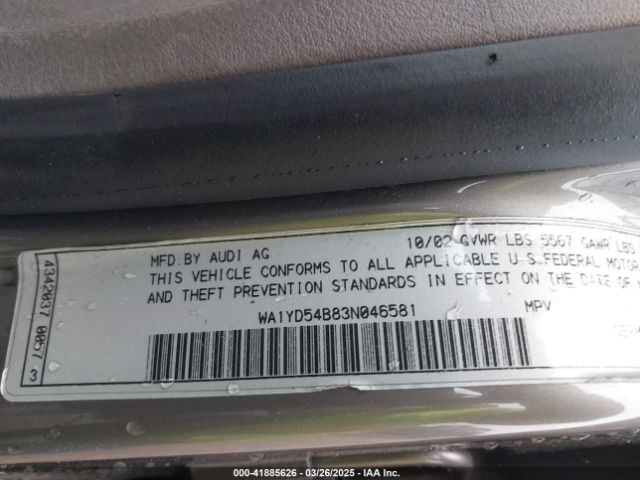 10/02 GVWR LBS 5567 GAWR LBS
MFD.BY AUDI AG
THIS VEHICLE CONFORMS TO ALL APPLICABLE U.S.FEDERAL MOTOR
AND THEFT PREVENTION STANDARDS IN EFFECT ON THE DATE OF
WA1YD54B83N046581 MPV
4342037 0057 3
000-41885626 - 03/26/2025 - IAA Inc.